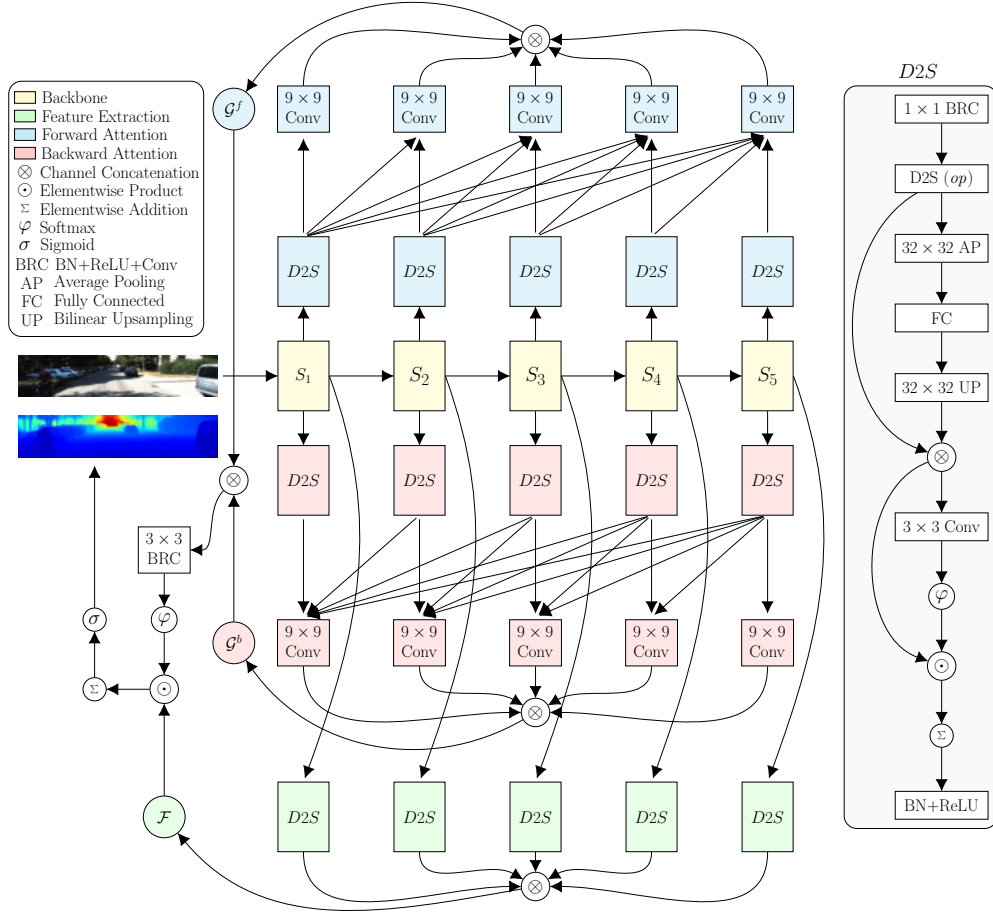 D2S
9 × 9 9 × 9 9 × 9 9 × 9 9 × 9
Conv Conv Conv Conv Conv
𝒢ᶠ
Backbone
Feature Extraction
Forward Attention
Backward Attention
⊗ Channel Concatenation
⊙ Elementwise Product
Σ Elementwise Addition
φ Softmax
σ Sigmoid
BRC BN+ReLU+Conv
AP Average Pooling
FC Fully Connected
UP Bilinear Upsampling
⊗
D2S D2S D2S D2S D2S
S₁ S₂ S₃ S₄ S₅
D2S D2S D2S D2S D2S
⊗
3 × 3
BRC
σ φ
𝒢ᵇ
9 × 9 9 × 9 9 × 9 9 × 9 9 × 9
Conv Conv Conv Conv Conv
Σ ⊙
⊗
ℱ
D2S D2S D2S D2S D2S
⊗
1 × 1 BRC
D2S (op)
32 × 32 AP
FC
32 × 32 UP
⊗
3 × 3 Conv
φ
⊙
Σ
BN+ReLU